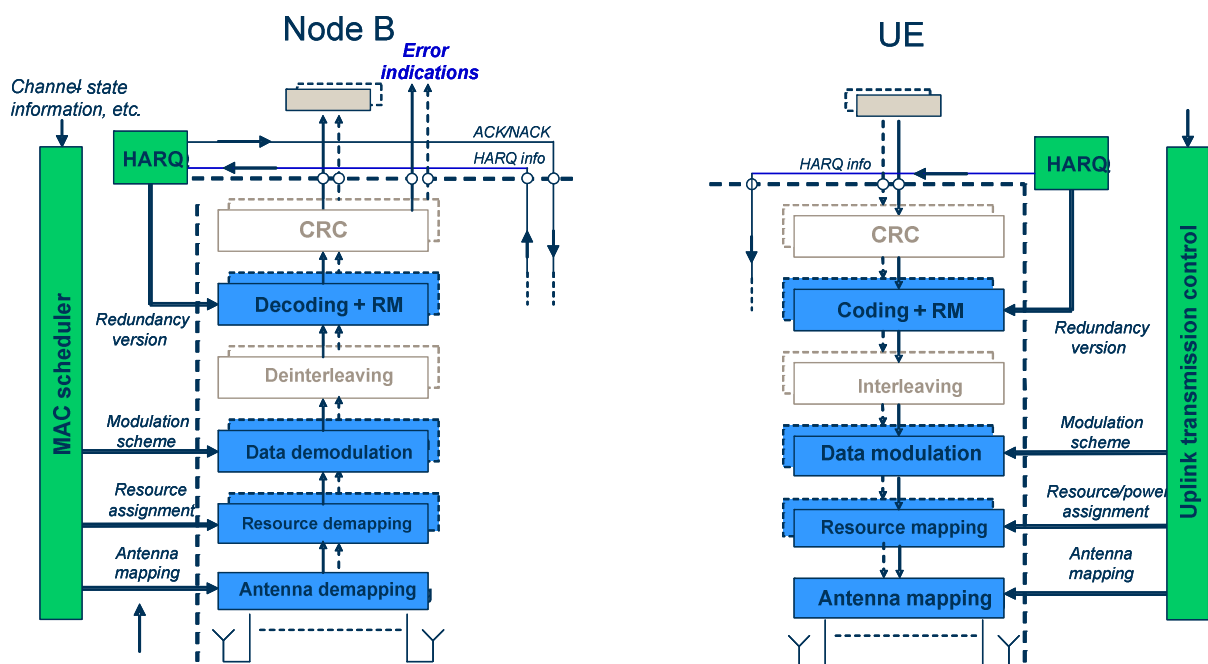 Node B
UE
Error
indications
Channel state
information, etc.
ACK/NACK
HARQ
HARQ info
HARQ info
HARQ
CRC
CRC
Decoding + RM
Coding + RM
Redundancy
version
Redundancy
version
Deinterleaving
Interleaving
MAC scheduler
Uplink transmission control
Modulation
scheme
Data demodulation
Data modulation
Modulation
scheme
Resource
assignment
Resource demapping
Resource mapping
Resource/power
assignment
Antenna
mapping
Antenna demapping
Antenna mapping
Antenna
mapping